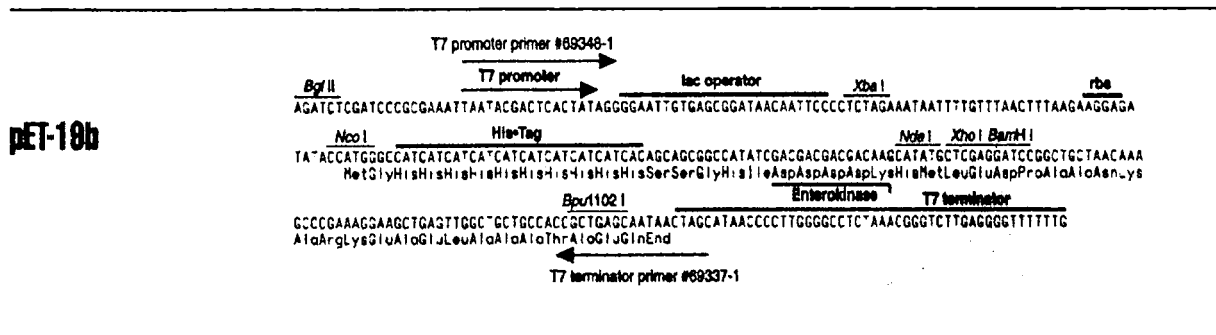 T7 promoter primer #69348-1
Bgl II T7 promoter lac operator Xba I rbs
AGATCTCGATCCCGCGAAATTAATACGACTCACTATAGGGGAATTGTGAGCGGATAACAATTCCCCTCTAGAAATAATTTTGTTTAACTTTAAGAAGGAGA
pET-19b
Nco I His•Tag Nde I Xho I BamH I
TATACCATGGGCCATCATCATCATCATCATCATCATCATCACAGCAGCGGCCATATCGACGACGACGACAAGCATATGCTCGAGGATCCGGCTGCTAACAAA
MetGlyHisHisHisHisHisHisHisHisHisHisSerSerGlyHisIleAspAspAspAspLysHisMetLeuGluAspProAlaAlaAsnLys
Bpu1102 I Enterokinase T7 terminator
GCCCGAAAGGAAGCTGAGTTGGCTGCTGCCACCGCTGAGCAATAACTAGCATAACCCCTTGGGGCCTCTAAACGGGTCTTGAGGGGTTTTTTG
AlaArgLysGluAlaGluLeuAlaAlaAlaThrAlaGluGlnEnd
T7 terminator primer #69337-1